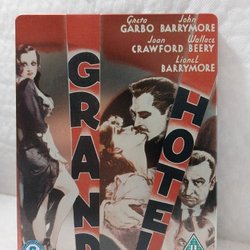 Greta John
GARBO BARRYMORE
Joan Wallace
CRAWFORD BEERY
Lionel
BARRYMORE
GRAND
HOTEL
U